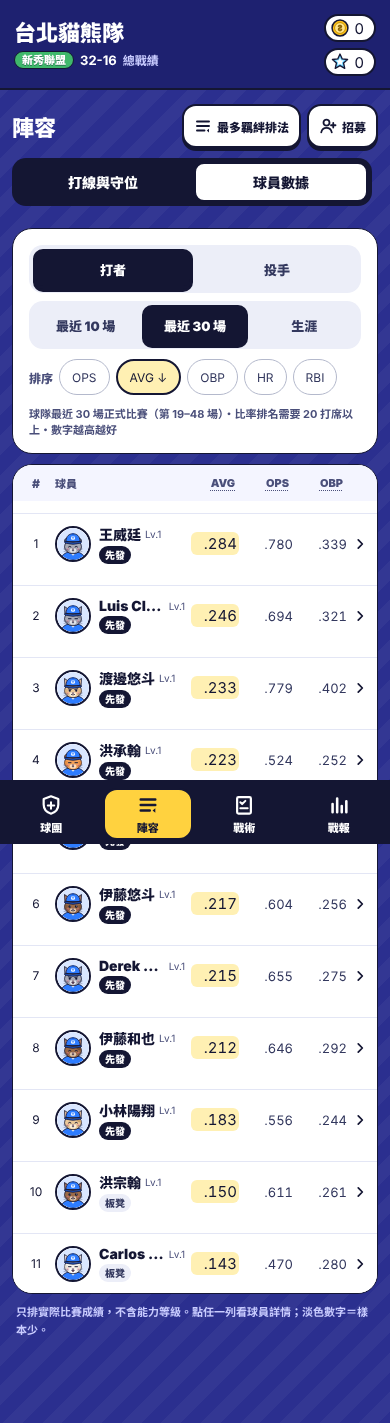 台北貓熊隊
0
新秀聯盟 32-16 總戰績
0
陣容
最多羈絆排法
招募
打線與守位
球員數據
打者
投手
最近 10 場
最近 30 場
生涯
排序 OPS AVG ↓ OBP HR RBI
球隊最近 30 場正式比賽（第 19–48 場）・比率排名需要 20 打席以
上・數字越高越好
# 球員 AVG OPS OBP
1 王威廷 Lv.1 .284 .780 .339
先發
2 Luis Cl... Lv.1 .246 .694 .321
先發
3 渡邊悠斗 Lv.1 .233 .779 .402
先發
4 洪承翰 Lv.1 .223 .524 .252
先發
球團 陣容 戰術 戰報
6 伊藤悠斗 Lv.1 .217 .604 .256
先發
7 Derek ... Lv.1 .215 .655 .275
先發
8 伊藤和也 Lv.1 .212 .646 .292
先發
9 小林陽翔 Lv.1 .183 .556 .244
先發
10 洪宗翰 Lv.1 .150 .611 .261
板凳
11 Carlos ... Lv.1 .143 .470 .280
板凳
只排實際比賽成績，不含能力等級。點任一列看球員詳情；淡色數字＝樣
本少。